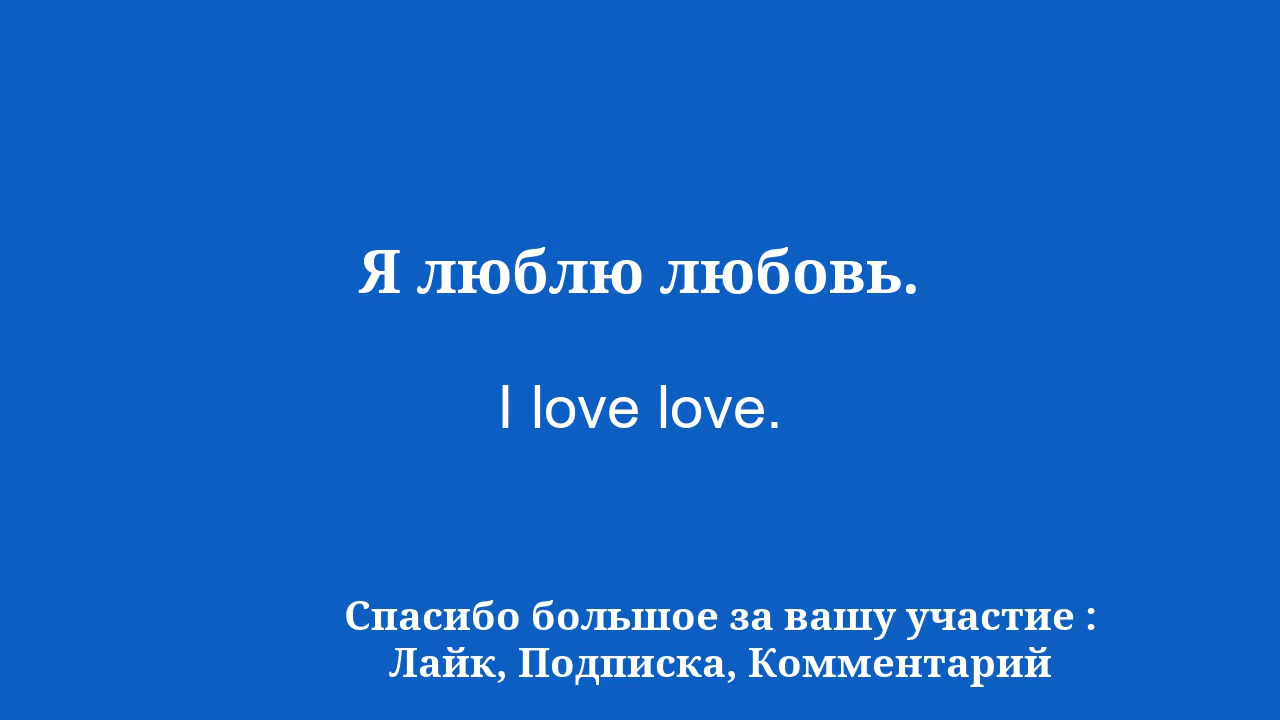 Я люблю любовь.
I love love.
Спасибо большое за вашу участие :
Лайк, Подписка, Комментарий